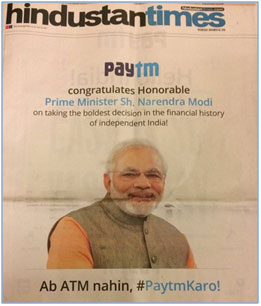 hindustantimes
paytm
congratulates Honorable
Prime Minister Sh. Narendra Modi
on taking the boldest decision in the financial history
of independent India!
Ab ATM nahin, #PaytmKaro!